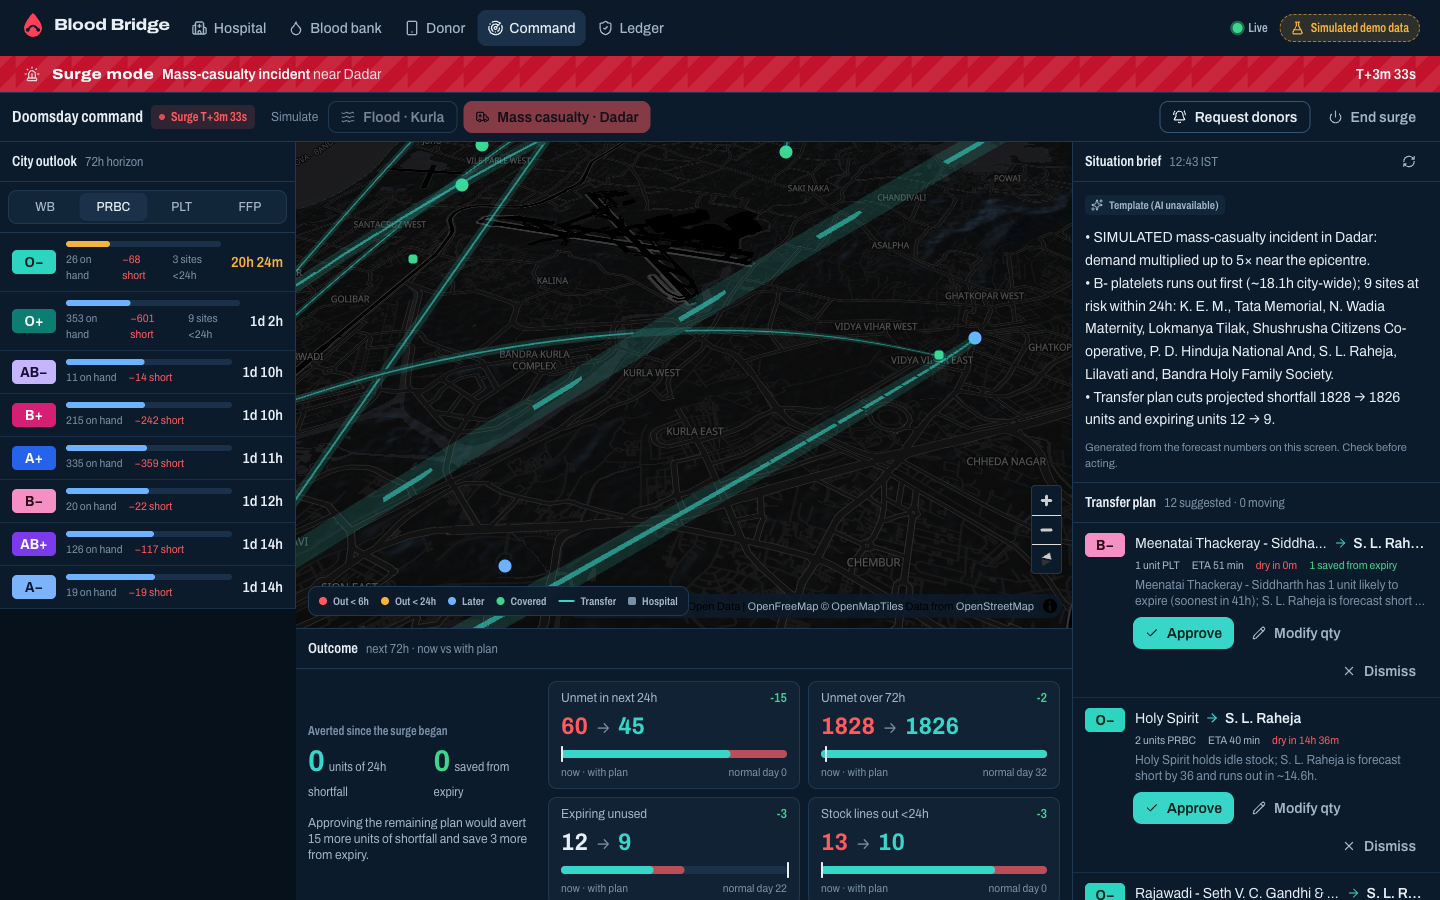 Blood Bridge
Hospital
Blood bank
Donor
Command
Ledger
Live
Simulated demo data
Surge mode Mass-casualty incident near Dadar
T+3m 33s
Doomsday command
Surge T+3m 33s
Simulate
Flood · Kurla
Mass casualty · Dadar
Request donors
End surge
City outlook 72h horizon
WB PRBC PLT FFP
O−
26 on hand
−68 short
3 sites <24h
20h 24m
O+
353 on hand
−601 short
9 sites <24h
1d 2h
AB−
11 on hand −14 short
1d 10h
B+
215 on hand −242 short
1d 10h
A+
335 on hand −359 short
1d 11h
B−
20 on hand −22 short
1d 12h
AB+
126 on hand −117 short
1d 14h
A−
19 on hand −19 short
1d 14h
VILE PARLE WEST
SAKI NAKA
POWAI
CHANDIVALI
SANTACRUZ WEST
ASALPHA
KALINA
GOLIBAR
GHATKOPAR WEST
VIDYA VIHAR WEST
BANDRA KURLA
COMPLEX
KURLA WEST
KURLA EAST
CHHEDA NAGAR
CHEMBUR
Out < 6h
Out < 24h
Later
Covered
Transfer
Hospital
Open Data
OpenFreeMap © OpenMapTiles Data from OpenStreetMap
Outcome next 72h · now vs with plan
Averted since the surge began
0 units of 24h shortfall
0 saved from expiry
Approving the remaining plan would avert
15 more units of shortfall and save 3 more
from expiry.
Unmet in next 24h -15
60 → 45
now · with plan normal day 0
Unmet over 72h -2
1828 → 1826
now · with plan normal day 32
Expiring unused -3
12 → 9
now · with plan normal day 22
Stock lines out <24h -3
13 → 10
now · with plan normal day 0
Situation brief 12:43 IST
Template (AI unavailable)
• SIMULATED mass-casualty incident in Dadar:
demand multiplied up to 5× near the epicentre.
• B- platelets runs out first (~18.1h city-wide); 9 sites at
risk within 24h: K. E. M., Tata Memorial, N. Wadia
Maternity, Lokmanya Tilak, Shushrusha Citizens Co-
operative, P. D. Hinduja National And, S. L. Raheja,
Lilavati and, Bandra Holy Family Society.
• Transfer plan cuts projected shortfall 1828 → 1826
units and expiring units 12 → 9.
Generated from the forecast numbers on this screen. Check before
acting.
Transfer plan 12 suggested · 0 moving
B−
Meenatai Thackeray - Siddha... → S. L. Rah...
1 unit PLT ETA 51 min dry in 0m 1 saved from expiry
Meenatai Thackeray - Siddharth has 1 unit likely to
expire (soonest in 41h); S. L. Raheja is forecast short ...
Approve
Modify qty
Dismiss
O−
Holy Spirit → S. L. Raheja
2 units PRBC ETA 40 min dry in 14h 36m
Holy Spirit holds idle stock; S. L. Raheja is forecast
short by 36 and runs out in ~14.6h.
Approve
Modify qty
Dismiss
O−
Rajawadi - Seth V. C. Gandhi & ... → S. L. R...